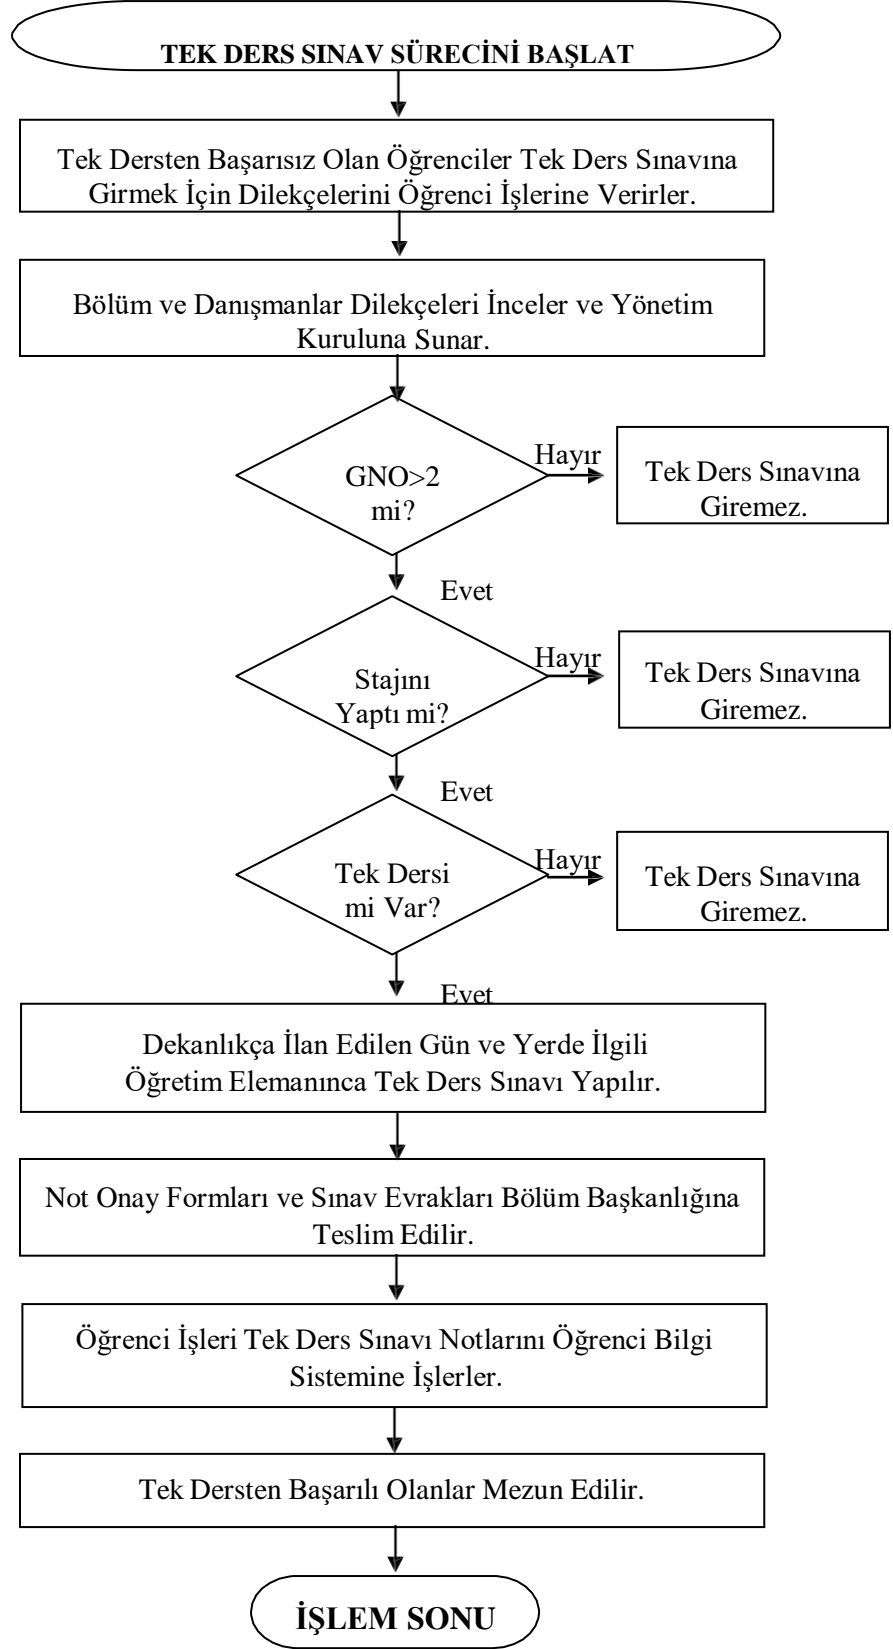 TEK DERS SINAV SÜRECİNİ BAŞLAT
Tek Dersten Başarısız Olan Öğrenciler Tek Ders Sınavına
Girmek İçin Dilekçelerini Öğrenci İşlerine Verirler.
Bölüm ve Danışmanlar Dilekçeleri İnceler ve Yönetim
Kuruluna Sunar.
GNO>2
mi?
Hayır
Tek Ders Sınavına
Giremez.
Evet
Stajını
Yaptı mi?
Hayır
Tek Ders Sınavına
Giremez.
Evet
Tek Dersi
mi Var?
Hayır
Tek Ders Sınavına
Giremez.
Evet
Dekanlıkça İlan Edilen Gün ve Yerde İlgili
Öğretim Elemanınca Tek Ders Sınavı Yapılır.
Not Onay Formları ve Sınav Evrakları Bölüm Başkanlığına
Teslim Edilir.
Öğrenci İşleri Tek Ders Sınavı Notlarını Öğrenci Bilgi
Sistemine İşlerler.
Tek Dersten Başarılı Olanlar Mezun Edilir.
İŞLEM SONU